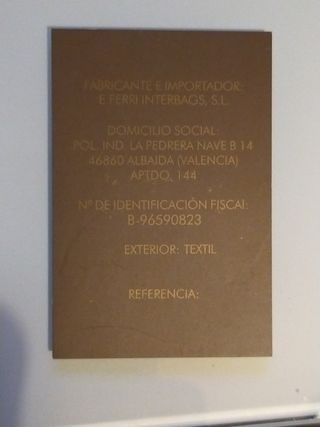 FABRICANTE E IMPORTADOR:
E FERRI INTERBAGS, S.L.
DOMICILIO SOCIAL:
POL. IND. LA PEDRERA NAVE B 14
46860 ALBAIDA (VALENCIA)
APTDO. 144
Nº DE IDENTIFICACIÓN FISCAL:
B-96590823
EXTERIOR: TEXTIL
REFERENCIA: